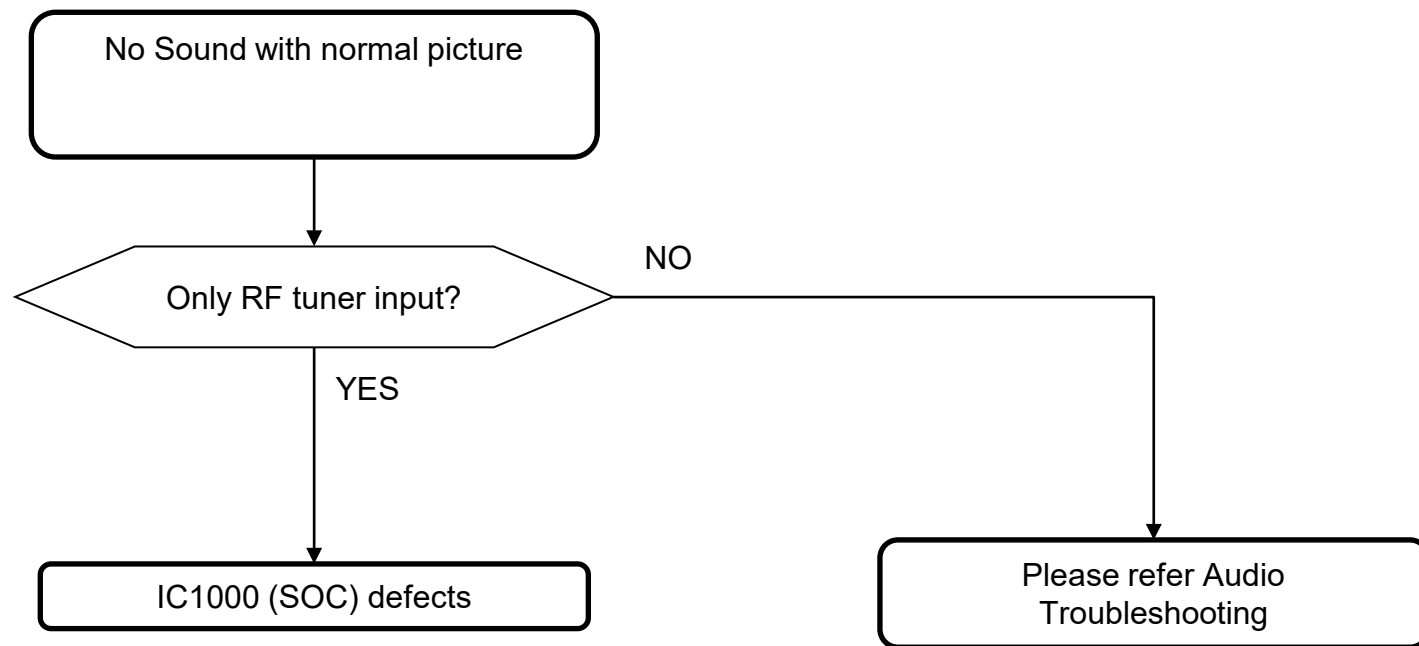 No Sound with normal picture
NO
Only RF tuner input?
YES
IC1000 (SOC) defects
Please refer Audio
Troubleshooting